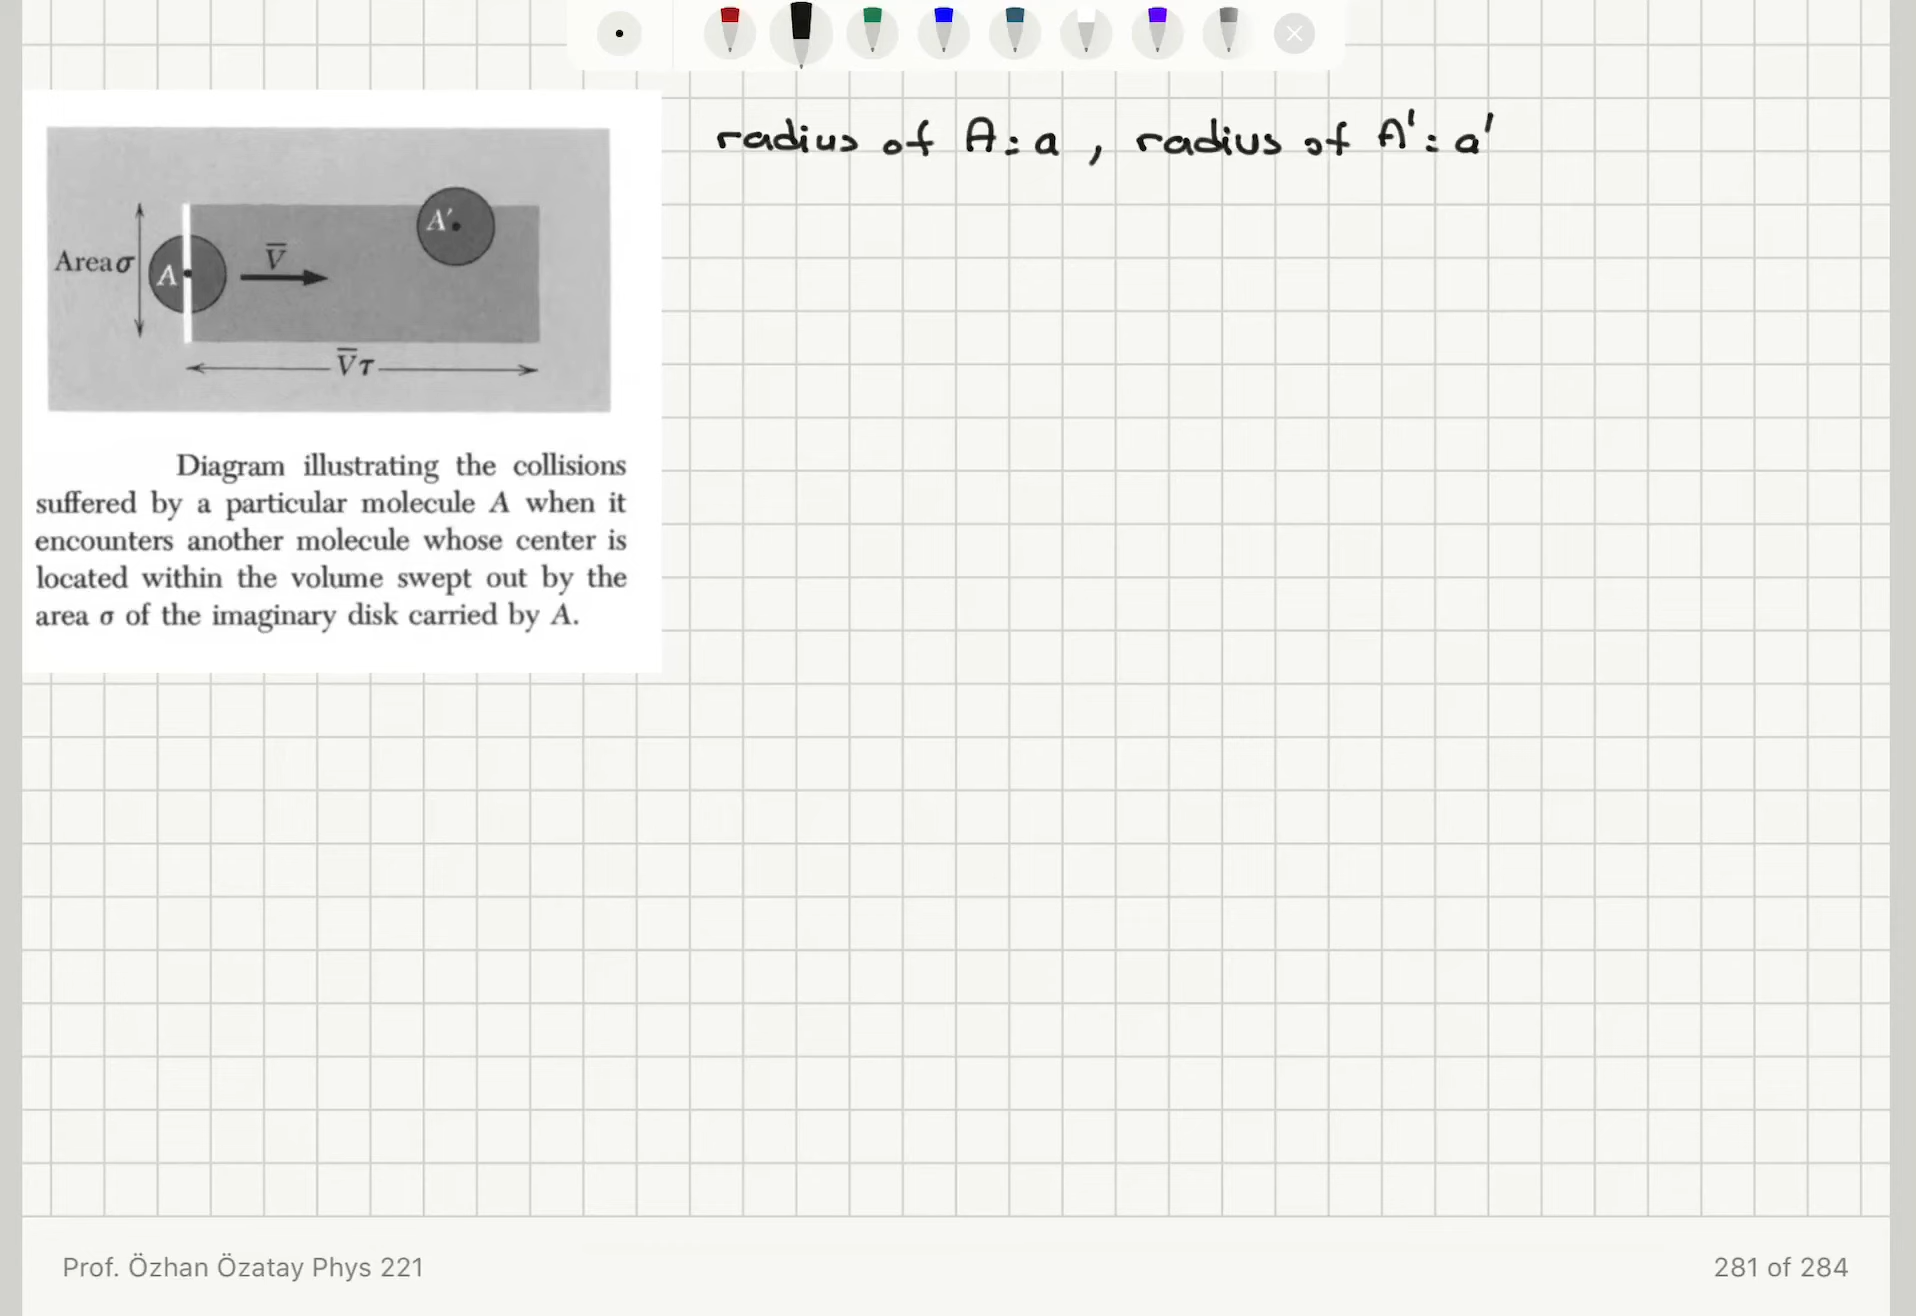 radius of A: a , radius of A': a'
A'
V̅
Area σ
A
V̅τ
Diagram illustrating the collisions
suffered by a particular molecule A when it
encounters another molecule whose center is
located within the volume swept out by the
area σ of the imaginary disk carried by A.
Prof. Özhan Özatay Phys 221
281 of 284